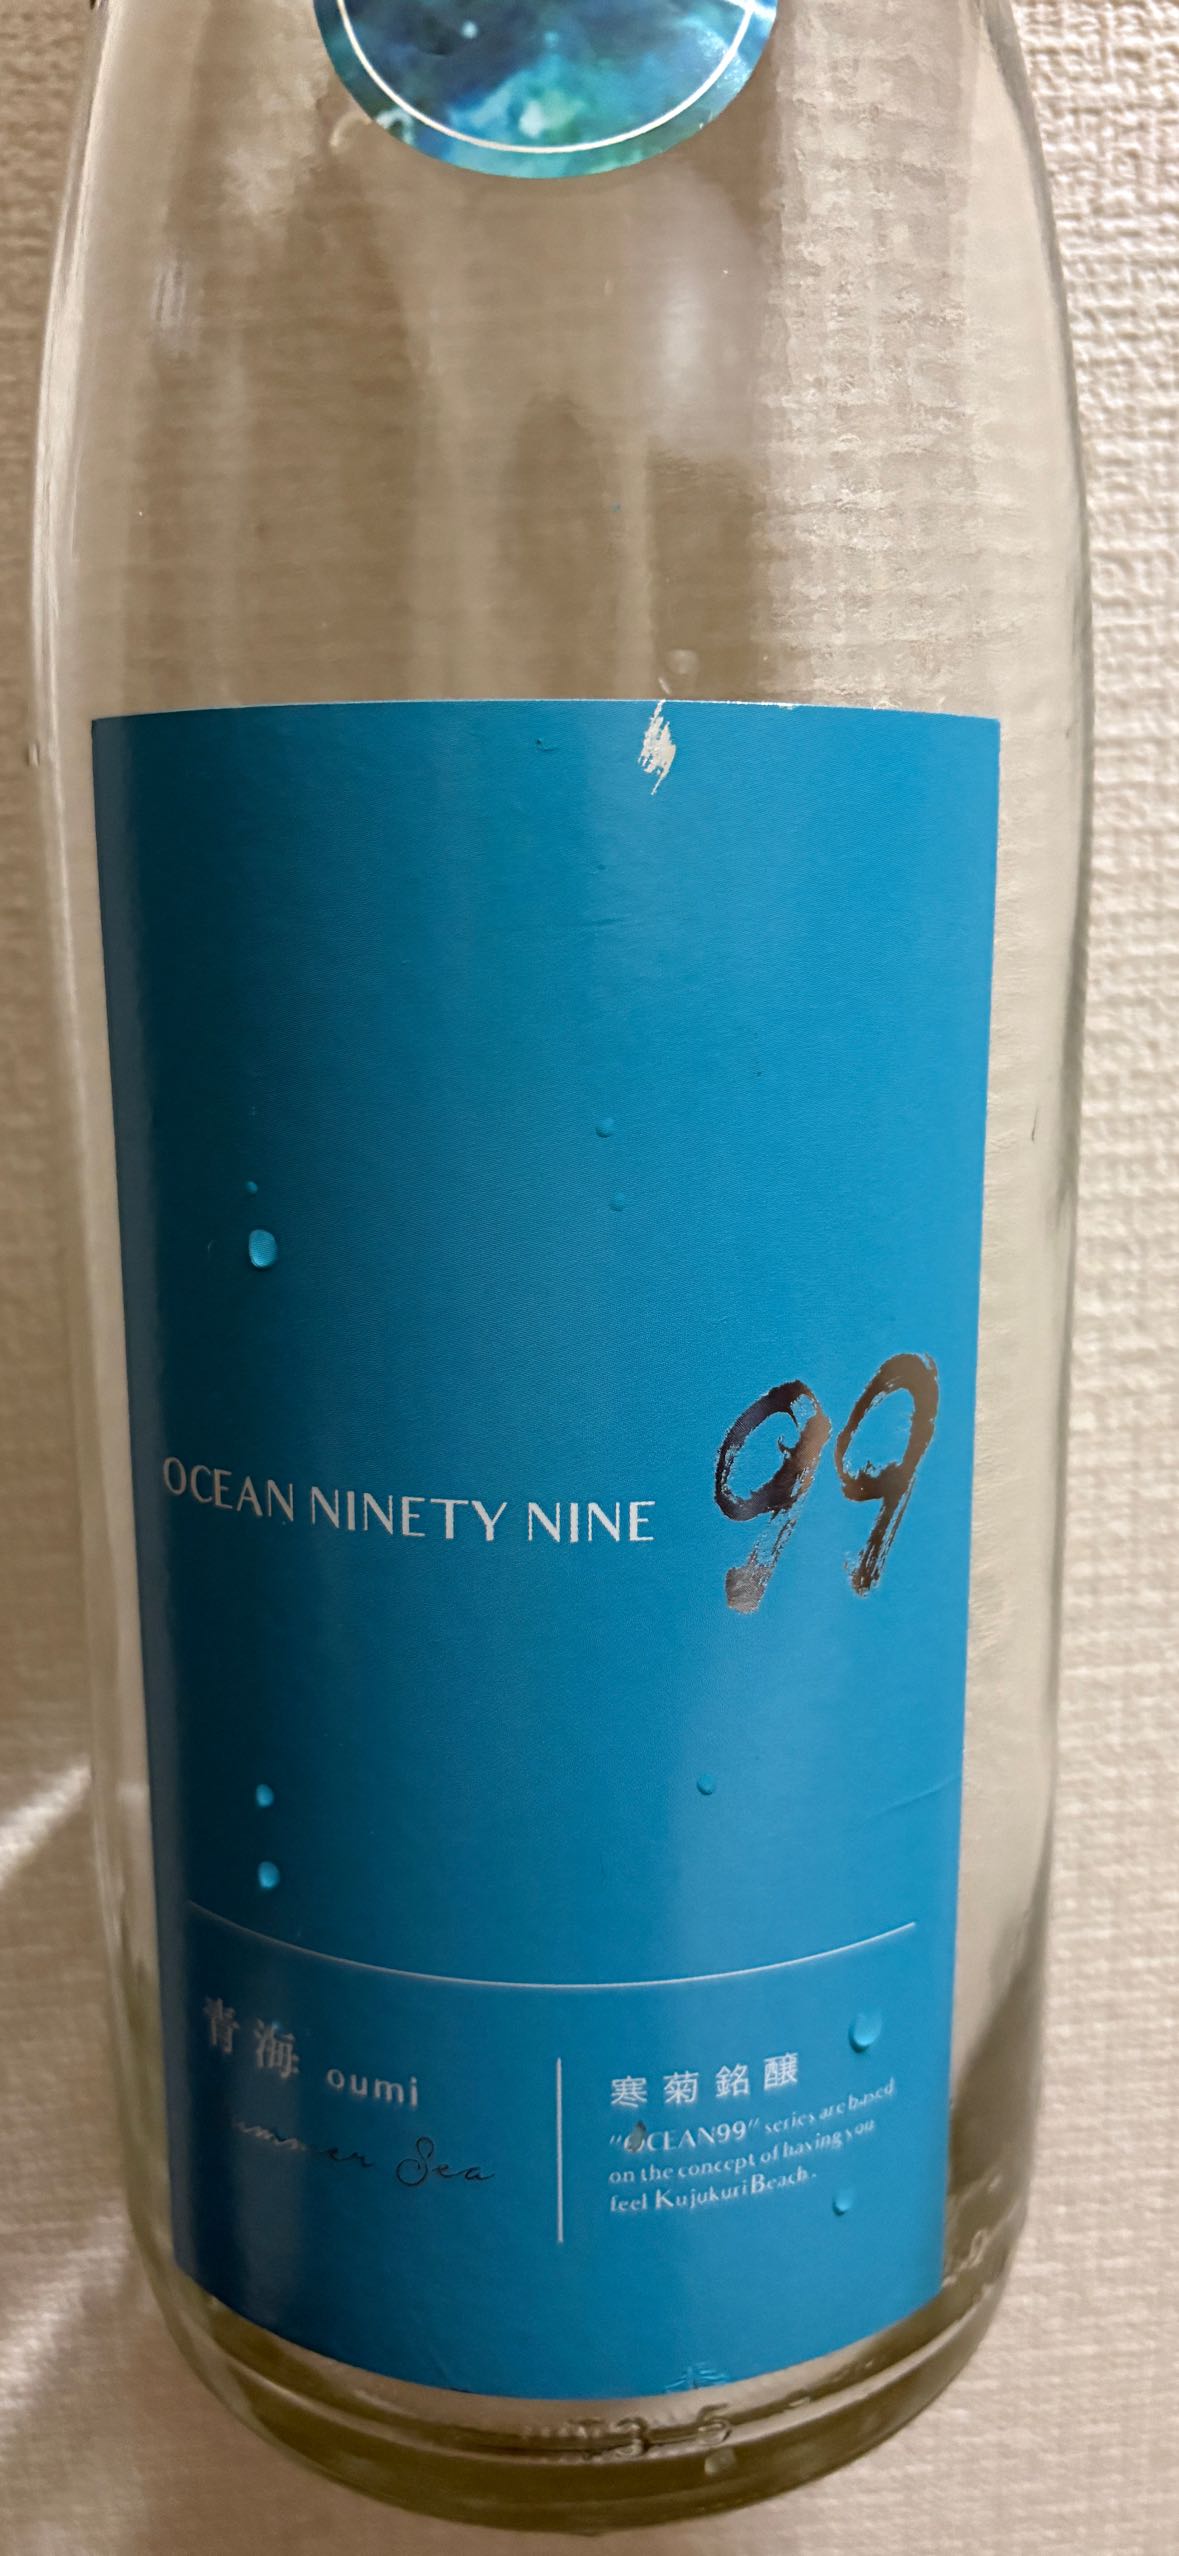 OCEAN NINETY NINE 99
青海 oumi
Summer Sea
寒菊銘醸
"OCEAN99" series are based
on the concept of having you
feel Kujukuri Beach.